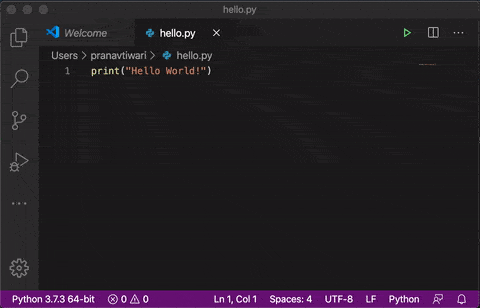 hello.py
Welcome
hello.py
Users > pranavtiwari > hello.py
1 print("Hello World!")
Python 3.7.3 64-bit 0 0 Ln 1, Col 1 Spaces: 4 UTF-8 LF Python